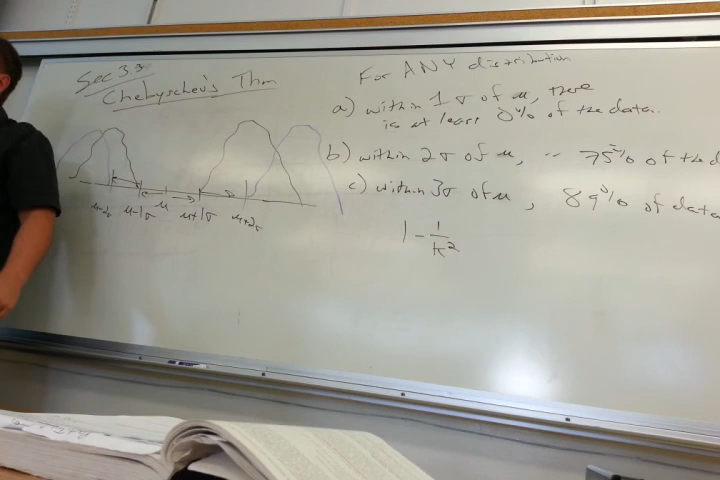 Sec 3.3
Chebyschev's Thm
For ANY distribution
a) within 1σ of μ, there
is at least 0% of the data.
b) within 2σ of μ, -- 75% of the d
c) within 3σ of μ, 89% of data
1 - 1/k²
μ-2σ μ-1σ μ μ+1σ μ+2σ